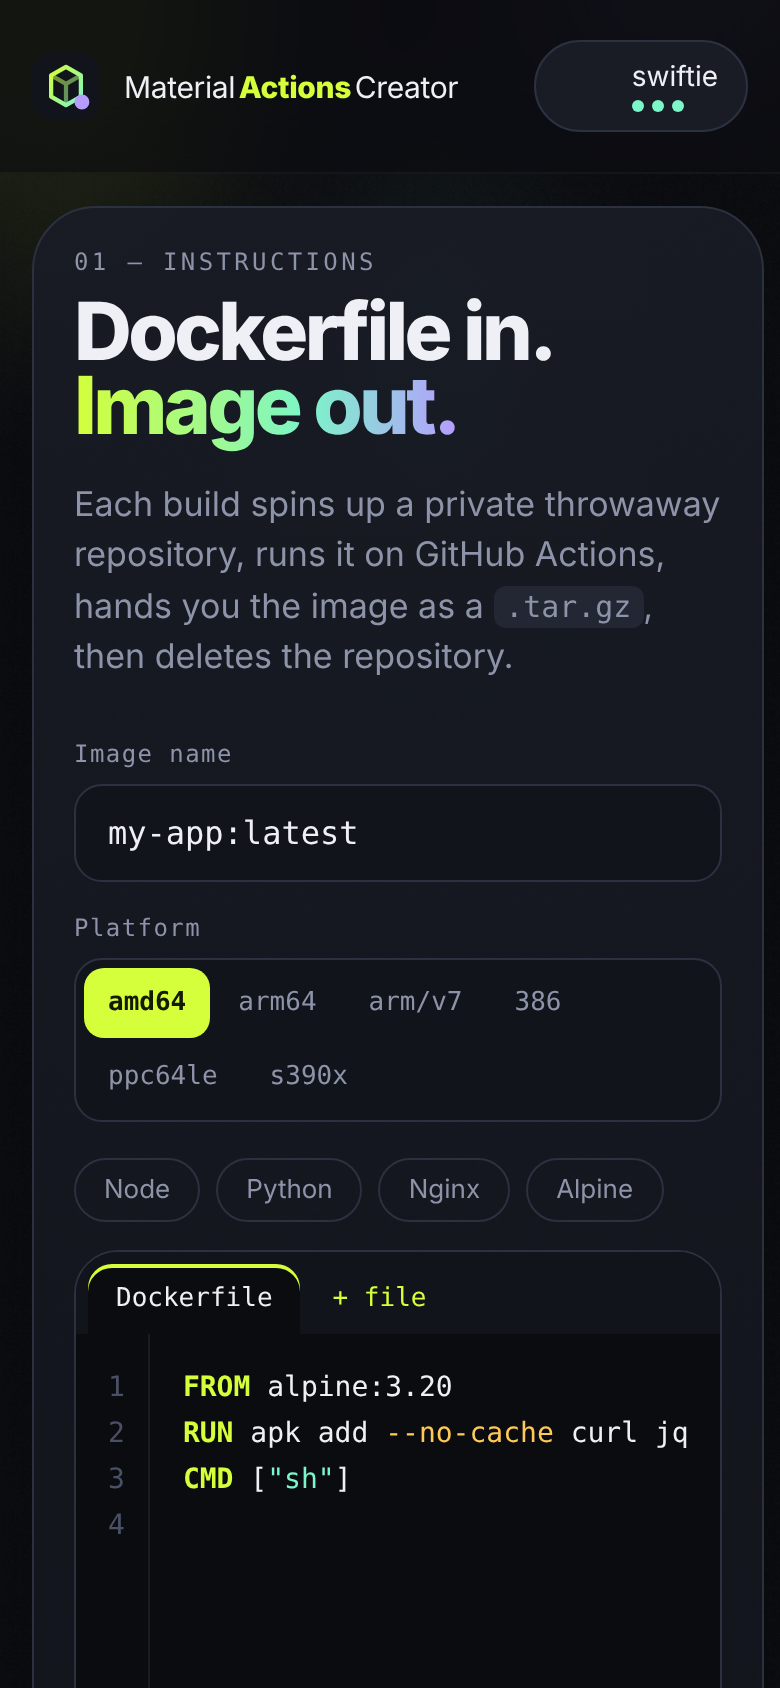 Material Actions Creator
swiftie
01 — INSTRUCTIONS
Dockerfile in.
Image out.
Each build spins up a private throwaway
repository, runs it on GitHub Actions,
hands you the image as a .tar.gz,
then deletes the repository.
Image name
my-app:latest
Platform
amd64 arm64 arm/v7 386
ppc64le s390x
Node Python Nginx Alpine
Dockerfile + file
1 FROM alpine:3.20
2 RUN apk add --no-cache curl jq
3 CMD ["sh"]
4